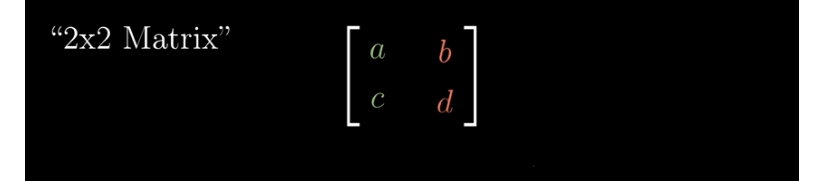 “2x2 Matrix”
a b
c d